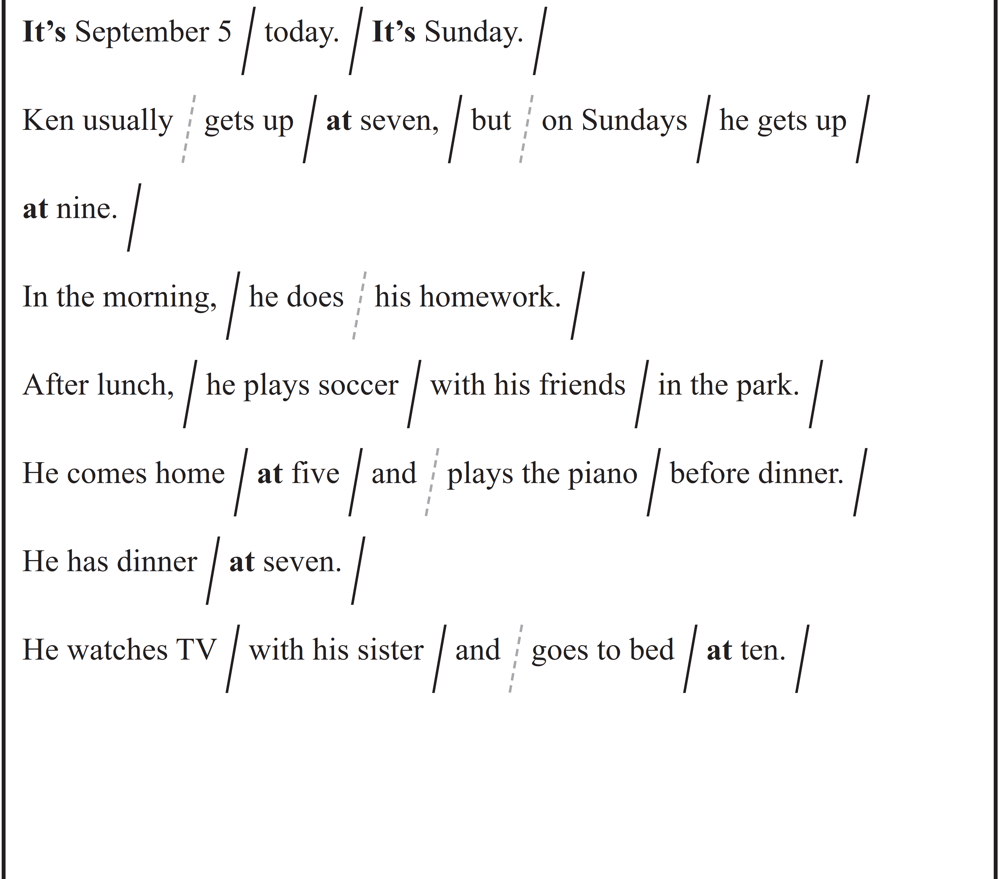 It’s September 5 / today. / It’s Sunday. /
Ken usually / gets up / at seven, / but / on Sundays / he gets up /
at nine. /
In the morning, / he does / his homework. /
After lunch, / he plays soccer / with his friends / in the park. /
He comes home / at five / and / plays the piano / before dinner. /
He has dinner / at seven. /
He watches TV / with his sister / and / goes to bed / at ten. /